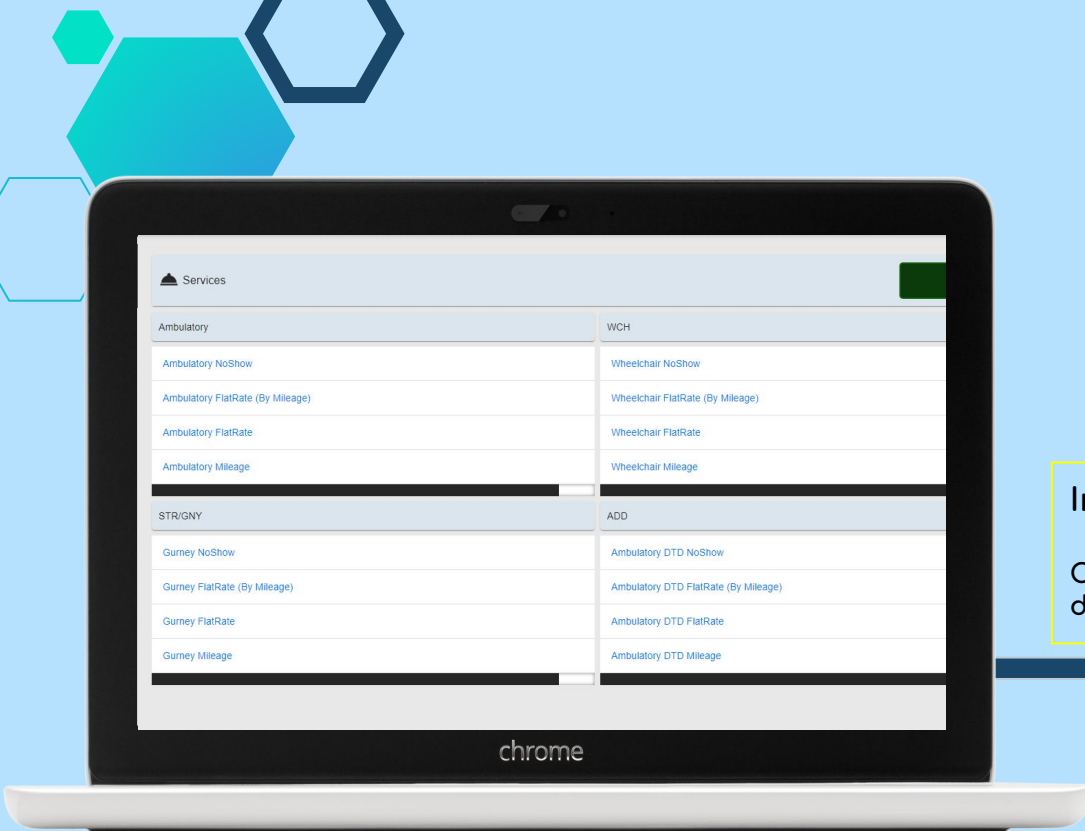 Services
Ambulatory
Ambulatory NoShow
Ambulatory FlatRate (By Mileage)
Ambulatory FlatRate
Ambulatory Mileage
WCH
Wheelchair NoShow
Wheelchair FlatRate (By Mileage)
Wheelchair FlatRate
Wheelchair Mileage
STR/GNY
Gurney NoShow
Gurney FlatRate (By Mileage)
Gurney FlatRate
Gurney Mileage
ADD
Ambulatory DTD NoShow
Ambulatory DTD FlatRate (By Mileage)
Ambulatory DTD FlatRate
Ambulatory DTD Mileage
chrome